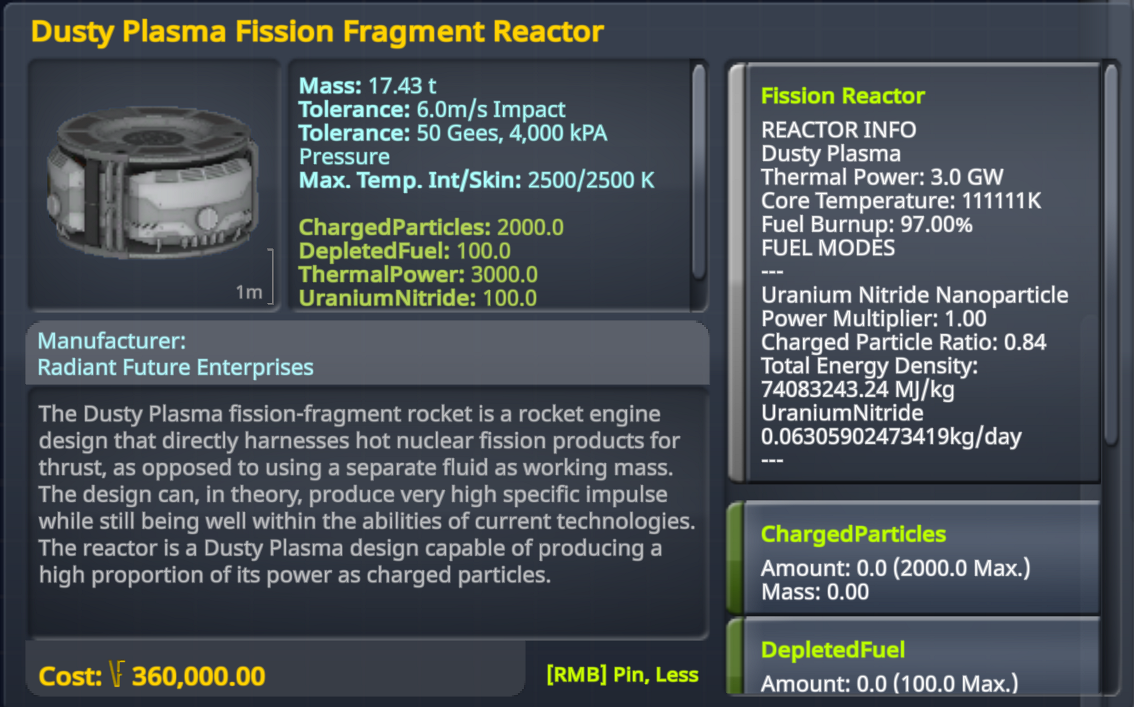 Dusty Plasma Fission Fragment Reactor
1m
Mass: 17.43 t
Tolerance: 6.0m/s Impact
Tolerance: 50 Gees, 4,000 kPA
Pressure
Max. Temp. Int/Skin: 2500/2500 K
ChargedParticles: 2000.0
DepletedFuel: 100.0
ThermalPower: 3000.0
UraniumNitride: 100.0
Manufacturer:
Radiant Future Enterprises
The Dusty Plasma fission-fragment rocket is a rocket engine
design that directly harnesses hot nuclear fission products for
thrust, as opposed to using a separate fluid as working mass.
The design can, in theory, produce very high specific impulse
while still being well within the abilities of current technologies.
The reactor is a Dusty Plasma design capable of producing a
high proportion of its power as charged particles.
Cost: 360,000.00
[RMB] Pin, Less
Fission Reactor
REACTOR INFO
Dusty Plasma
Thermal Power: 3.0 GW
Core Temperature: 111111K
Fuel Burnup: 97.00%
FUEL MODES
---
Uranium Nitride Nanoparticle
Power Multiplier: 1.00
Charged Particle Ratio: 0.84
Total Energy Density:
74083243.24 MJ/kg
UraniumNitride
0.06305902473419kg/day
---
ChargedParticles
Amount: 0.0 (2000.0 Max.)
Mass: 0.00
DepletedFuel
Amount: 0.0 (100.0 Max.)